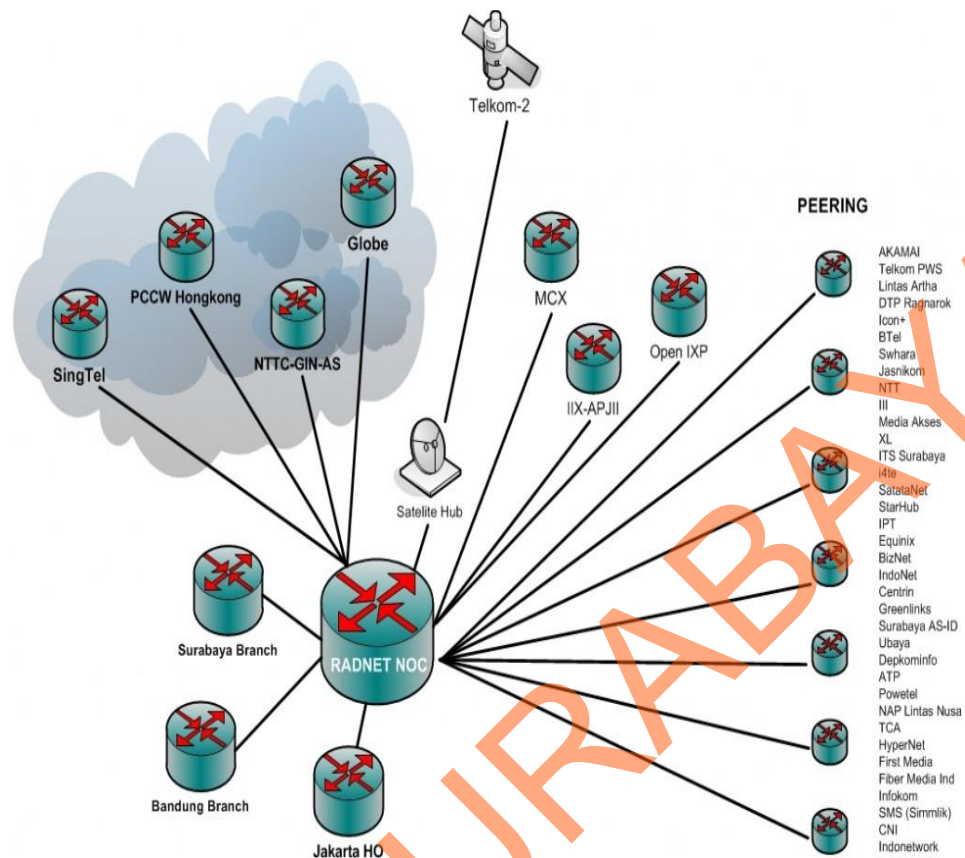 Telkom-2
PEERING
Globe
PCCW Hongkong
MCX
NTTC-GIN-AS
Open IXP
SingTel
IIX-APJII
Satelite Hub
Surabaya Branch
RADNET NOC
Bandung Branch
Jakarta HO
AKAMAI
Telkom PWS
Lintas Artha
DTP Ragnarok
Icon+
BTel
Swhara
Jasnikom
NTT
III
Media Akses
XL
ITS Surabaya
i4te
SatataNet
StarHub
IPT
Equinix
BizNet
IndoNet
Centrin
Greenlinks
Surabaya AS-ID
Ubaya
Depkominfo
ATP
Powetel
NAP Lintas Nusa
TCA
HyperNet
First Media
Fiber Media Ind
Infokom
SMS (Simmlik)
CNI
Indonetwork
URABAY